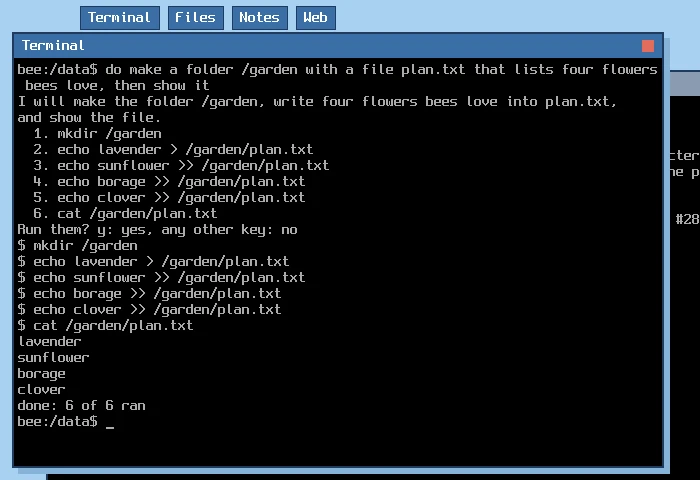 Terminal Files Notes Web
Terminal
bee:/data$ do make a folder /garden with a file plan.txt that lists four flowers
bees love, then show it
I will make the folder /garden, write four flowers bees love into plan.txt,
and show the file.
1. mkdir /garden
2. echo lavender > /garden/plan.txt
3. echo sunflower >> /garden/plan.txt
4. echo borage >> /garden/plan.txt
5. echo clover >> /garden/plan.txt
6. cat /garden/plan.txt
Run them? y: yes, any other key: no
$ mkdir /garden
$ echo lavender > /garden/plan.txt
$ echo sunflower >> /garden/plan.txt
$ echo borage >> /garden/plan.txt
$ echo clover >> /garden/plan.txt
$ cat /garden/plan.txt
lavender
sunflower
borage
clover
done: 6 of 6 ran
bee:/data$ _
#28